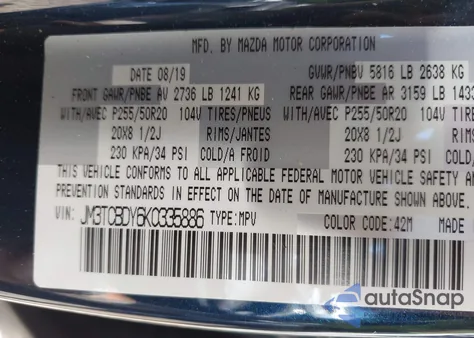 MFD. BY MAZDA MOTOR CORPORATION
DATE 08/19 GVWR/PNBV 5816 LB 2638 KG
FRONT GAWR/PNBE AV 2736 LB 1241 KG REAR GAWR/PNBE AR 3159 LB 1433
WITH/AVEC P255/50R20 104V TIRES/PNEUS WITH/AVEC P255/50R20 104V
20X8 1/2J RIMS/JANTES 20X8 1/2J RIMS
230 KPA/34 PSI COLD/A FROID 230 KPA/34 PSI COLD
THIS VEHICLE CONFORMS TO ALL APPLICABLE FEDERAL MOTOR VEHICLE SAFETY AN
PREVENTION STANDARDS IN EFFECT ON THE DATE OF MANUFACTURE SHOWN ABOVE.
VIN: JM3TCBDY6K0335886 TYPE:MPV COLOR CODE:42M MADE
autoSnap